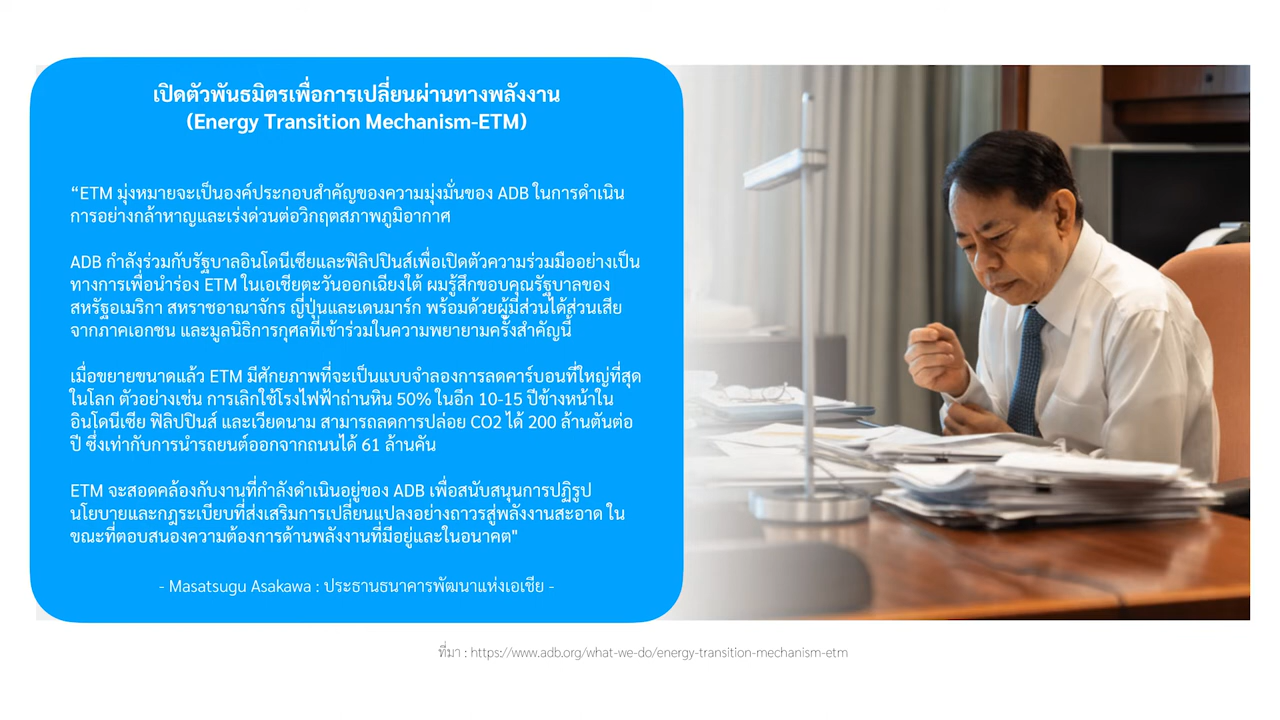 เปิดตัวพันธมิตรเพื่อการเปลี่ยนผ่านทางพลังงาน
(Energy Transition Mechanism-ETM)
“ETM มุ่งหมายจะเป็นองค์ประกอบสำคัญของความมุ่งมั่นของ ADB ในการดำเนิน
การอย่างกล้าหาญและเร่งด่วนต่อวิกฤตสภาพภูมิอากาศ
ADB กำลังร่วมกับรัฐบาลอินโดนีเซียและฟิลิปปินส์เพื่อเปิดตัวความร่วมมืออย่างเป็น
ทางการเพื่อนำร่อง ETM ในเอเชียตะวันออกเฉียงใต้ ผมรู้สึกขอบคุณรัฐบาลของ
สหรัฐอเมริกา สหราชอาณาจักร ญี่ปุ่นและเดนมาร์ก พร้อมด้วยผู้มีส่วนได้ส่วนเสีย
จากภาคเอกชน และมูลนิธิการกุศลที่เข้าร่วมในความพยายามครั้งสำคัญนี้
เมื่อขยายขนาดแล้ว ETM มีศักยภาพที่จะเป็นแบบจำลองการลดคาร์บอนที่ใหญ่ที่สุด
ในโลก ตัวอย่างเช่น การเลิกใช้โรงไฟฟ้าถ่านหิน 50% ในอีก 10-15 ปีข้างหน้าใน
อินโดนีเซีย ฟิลิปปินส์ และเวียดนาม สามารถลดการปล่อย CO2 ได้ 200 ล้านตันต่อ
ปี ซึ่งเท่ากับการนำรถยนต์ออกจากถนนได้ 61 ล้านคัน
ETM จะสอดคล้องกับงานที่กำลังดำเนินอยู่ของ ADB เพื่อสนับสนุนการปฏิรูป
นโยบายและกฎระเบียบที่ส่งเสริมการเปลี่ยนแปลงอย่างถาวรสู่พลังงานสะอาด ใน
ขณะที่ตอบสนองความต้องการด้านพลังงานที่มีอยู่และในอนาคต"
- Masatsugu Asakawa : ประธานธนาคารพัฒนาแห่งเอเชีย -
ที่มา : https://www.adb.org/what-we-do/energy-transition-mechanism-etm